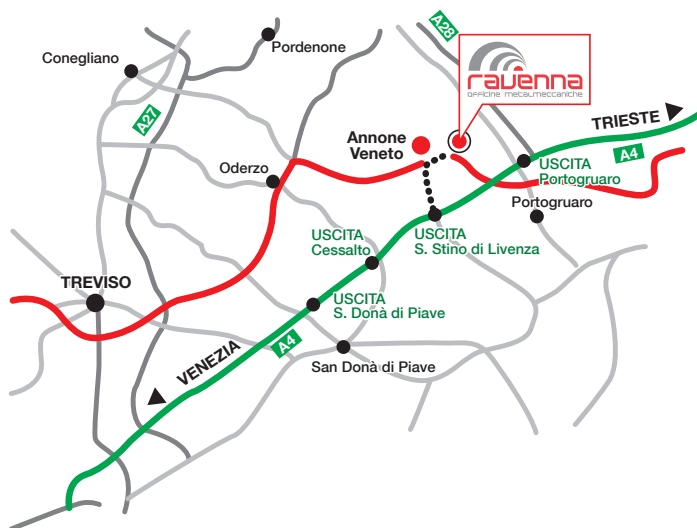 A28
Pordenone
Conegliano
ravenna
officine metalmeccaniche
A27
TRIESTE
Annone
Veneto
A4
USCITA
Portogruaro
Oderzo
Portogruaro
USCITA
Cessalto
USCITA
S. Stino di Livenza
TREVISO
USCITA
S. Donà di Piave
A4
VENEZIA
San Donà di Piave